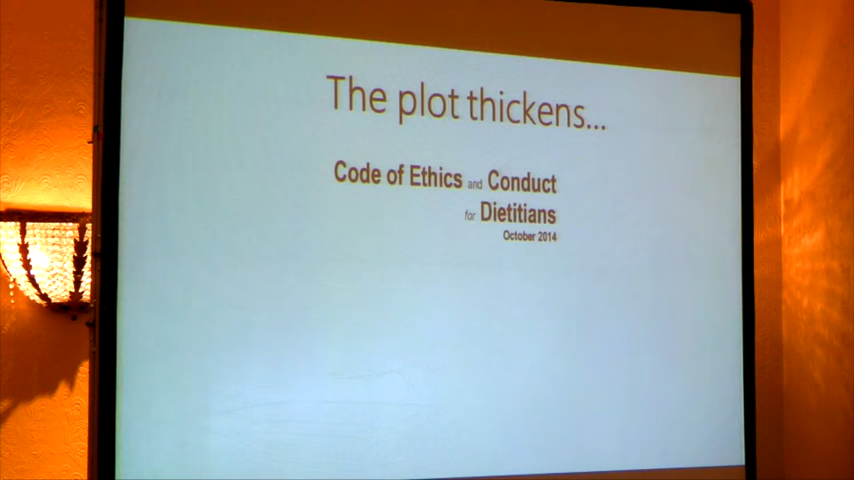 The plot thickens...
Code of Ethics and Conduct
for Dietitians
October 2014